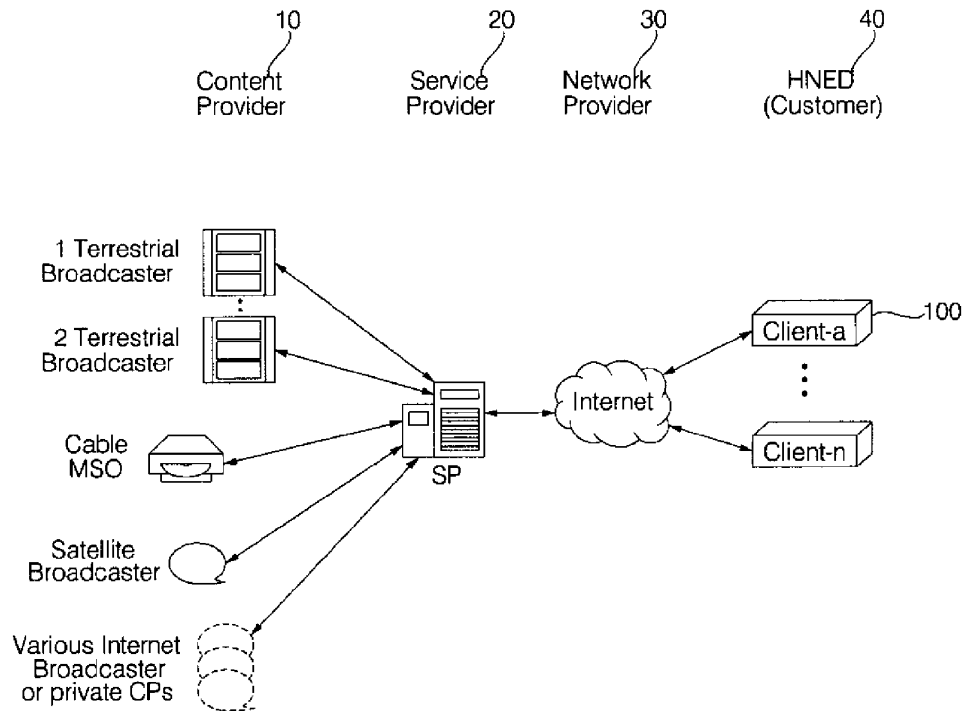 10
20
30
40
Content
Provider
Service
Provider
Network
Provider
HNED
(Customer)
1 Terrestrial
Broadcaster
2 Terrestrial
Broadcaster
Cable
MSO
Satellite
Broadcaster
Various Internet
Broadcaster
or private CPs
SP
Internet
Client-a
100
Client-n